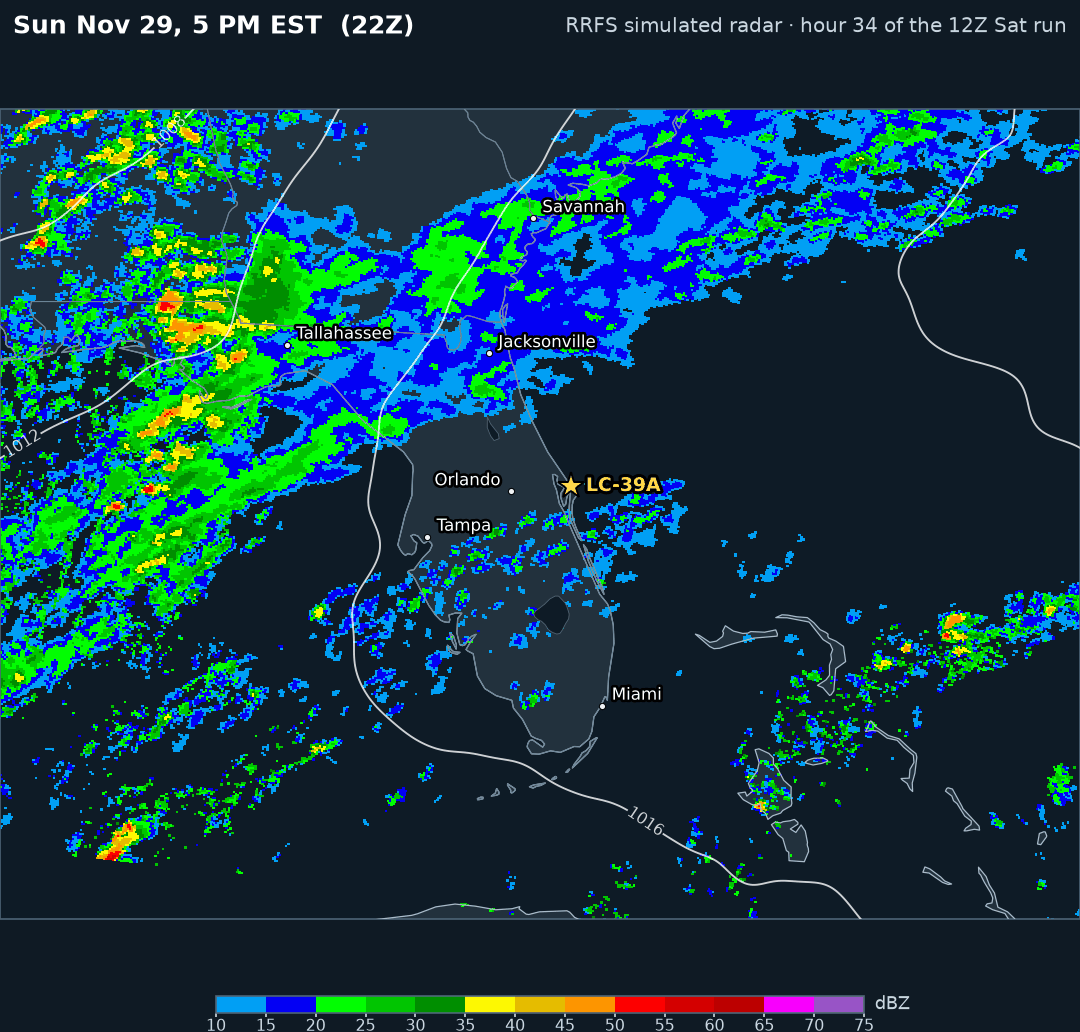 Sun Nov 29, 5 PM EST (22Z)
RRFS simulated radar · hour 34 of the 12Z Sat run
1008
Savannah
Tallahassee
Jacksonville
1012
Orlando
LC-39A
Tampa
Miami
1016
dBZ
10 15 20 25 30 35 40 45 50 55 60 65 70 75